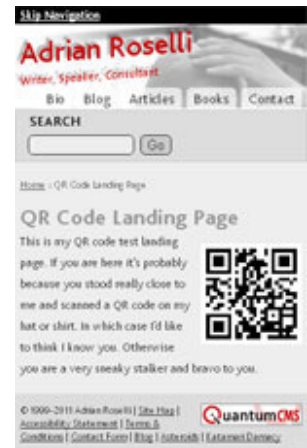 Skip Navigation
Adrian Roselli
Writer, Speaker, Consultant
Bio Blog Articles Books Contact
SEARCH
Go
Home : QR Code Landing Page
QR Code Landing Page
This is my QR code test landing
page. If you are here it's probably
because you stood really close to
me and scanned a QR code on my
hat or shirt. In which case I'd like
to think I know you. Otherwise
you are a very sneaky stalker and bravo to you.
© 1999–2011 Adrian Roselli | Site Map |
Accessibility Statement | Terms &
Conditions | Contact Form | Blog | Asteroids | Katamari Damacy
QuantumCMS